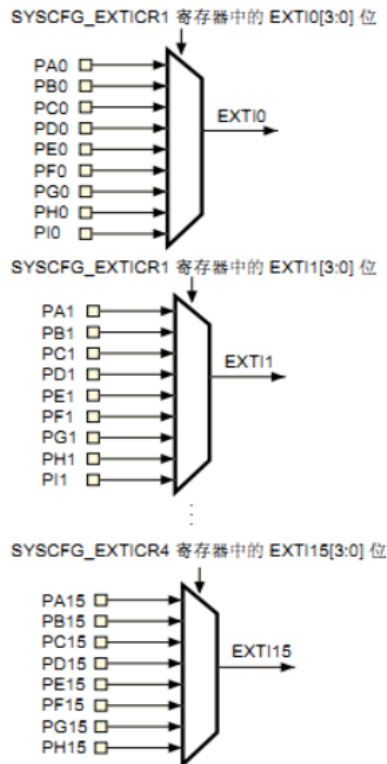 SYSCFG_EXTICR1 寄存器中的 EXTI0[3:0] 位
PA0
PB0
PC0
PD0
PE0
PF0
PG0
PH0
PI0
EXTI0
SYSCFG_EXTICR1 寄存器中的 EXTI1[3:0] 位
PA1
PB1
PC1
PD1
PE1
PF1
PG1
PH1
PI1
EXTI1
SYSCFG_EXTICR4 寄存器中的 EXTI15[3:0] 位
PA15
PB15
PC15
PD15
PE15
PF15
PG15
PH15
EXTI15